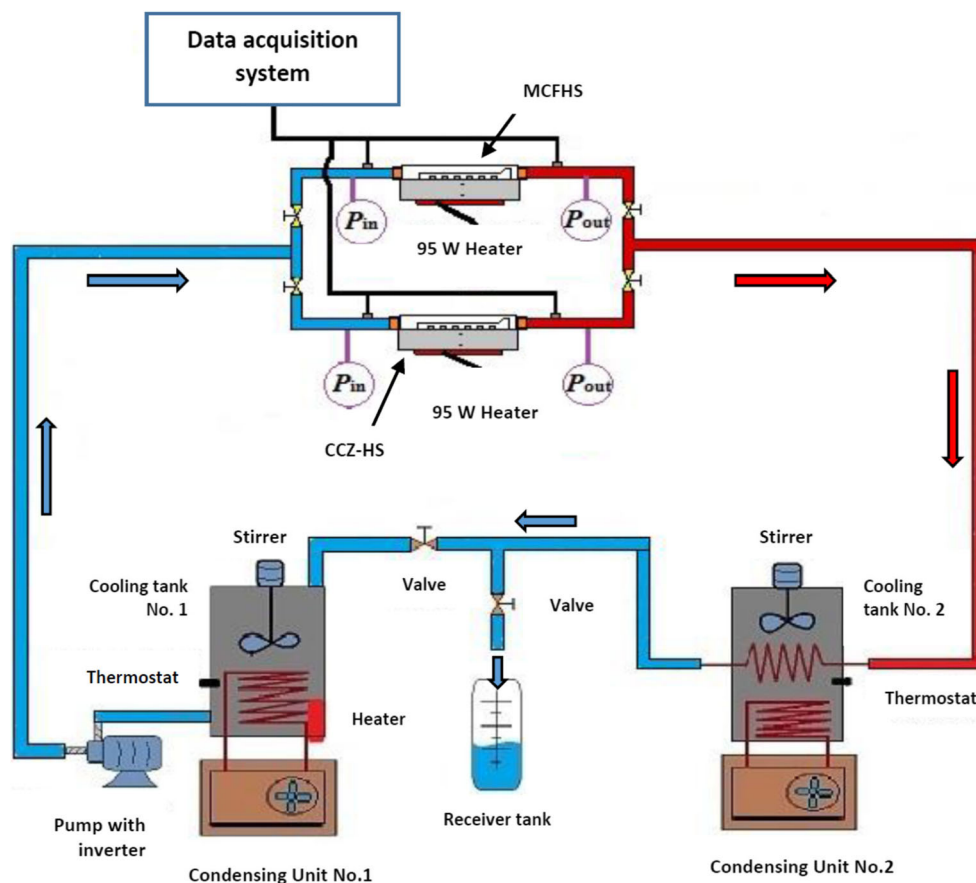 Data acquisition
system
MCFHS
Pin
Pout
95 W Heater
Pin
Pout
95 W Heater
CCZ-HS
Stirrer
Stirrer
Cooling tank
No. 1
Valve
Valve
Cooling
tank No. 2
Thermostat
Thermostat
Heater
Pump with
inverter
Receiver tank
Condensing Unit No.1
Condensing Unit No.2